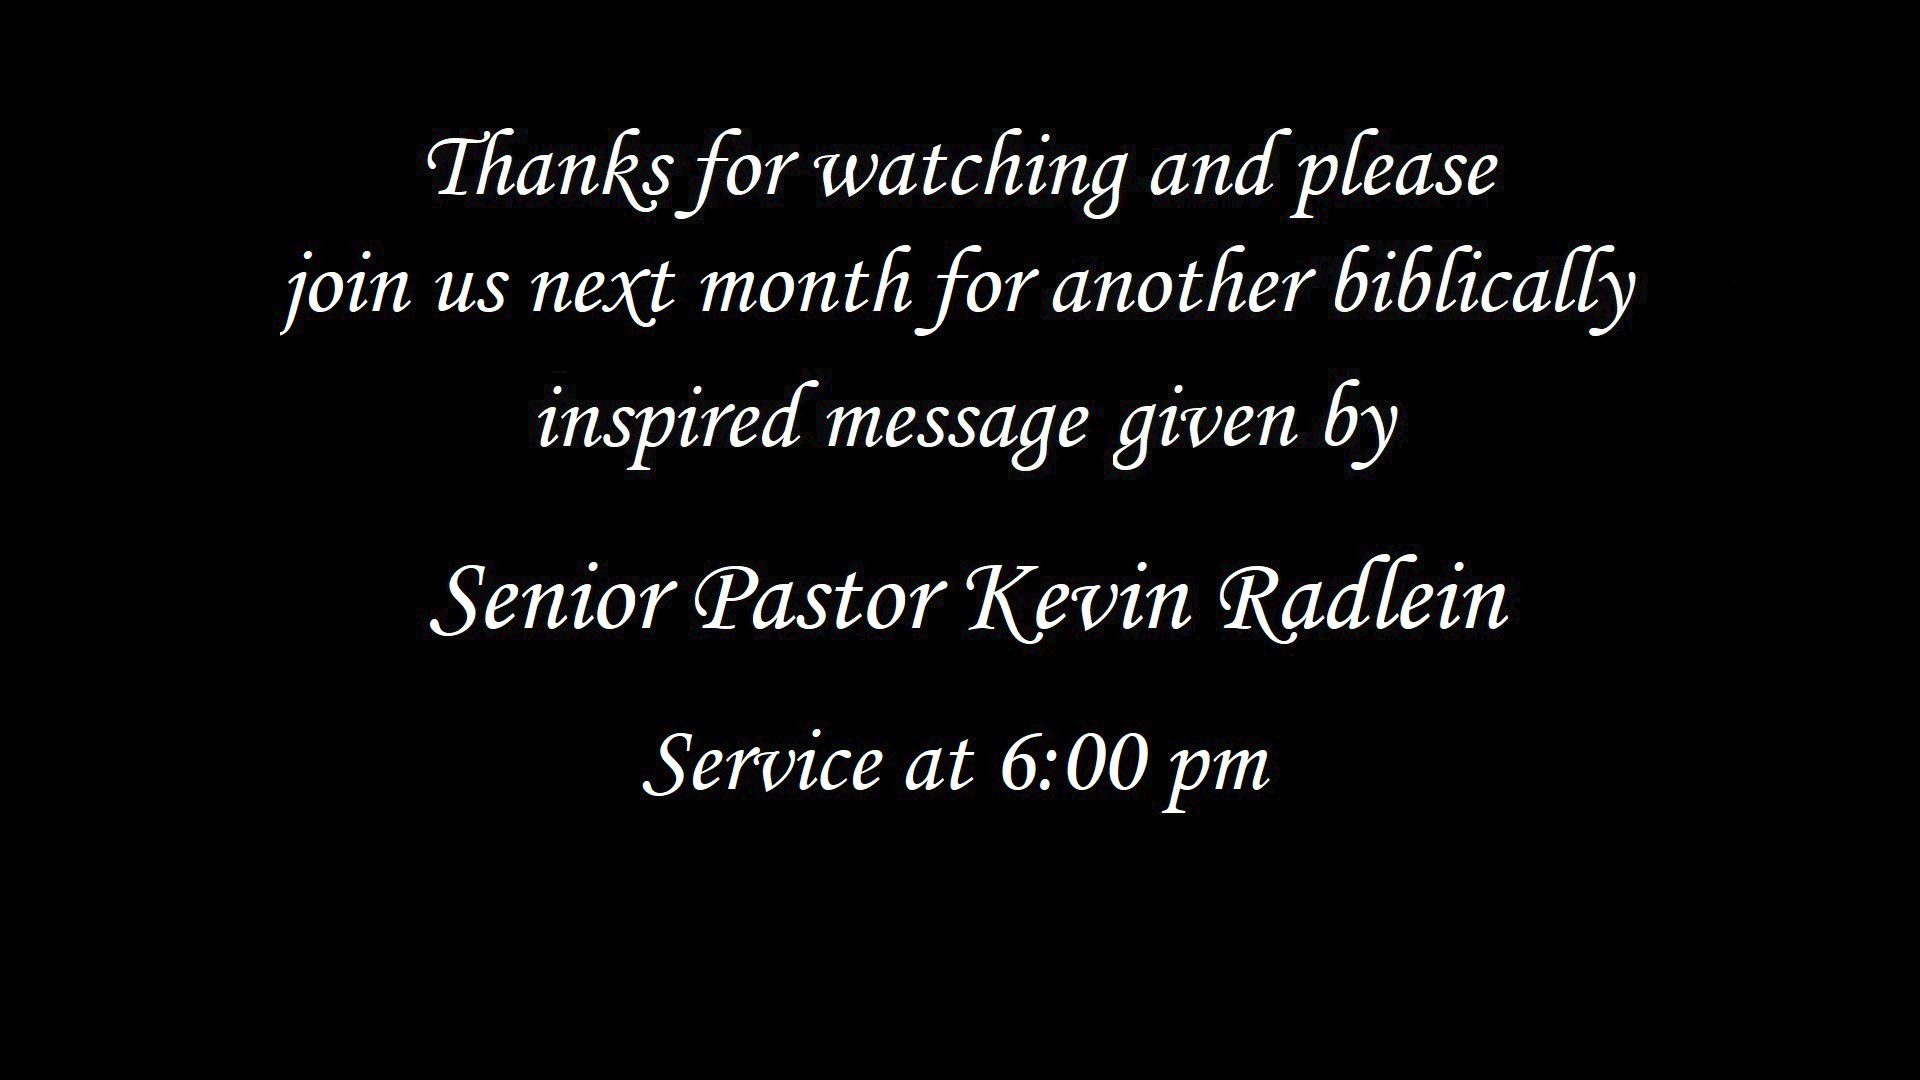 Thanks for watching and please
join us next month for another biblically
inspired message given by
Senior Pastor Kevin Radlein
Service at 6:00 pm